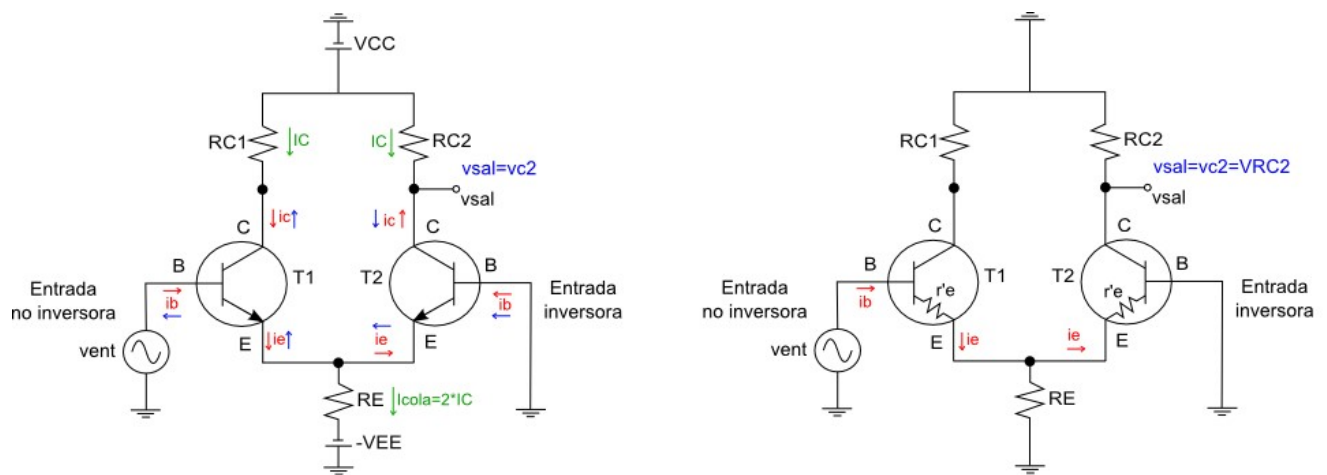 VCC
RC1
IC
IC
RC2
vsal=vc2
vsal
ic
ic
C
C
B
T1
T2
B
Entrada
no inversora
ib
ib
Entrada
inversora
vent
E
ie
ie
E
RE
Icola=2*IC
-VEE
RC1
RC2
vsal=vc2=VRC2
vsal
C
C
B
T1
T2
B
Entrada
no inversora
ib
r'e
r'e
Entrada
inversora
vent
E
ie
ie
E
RE